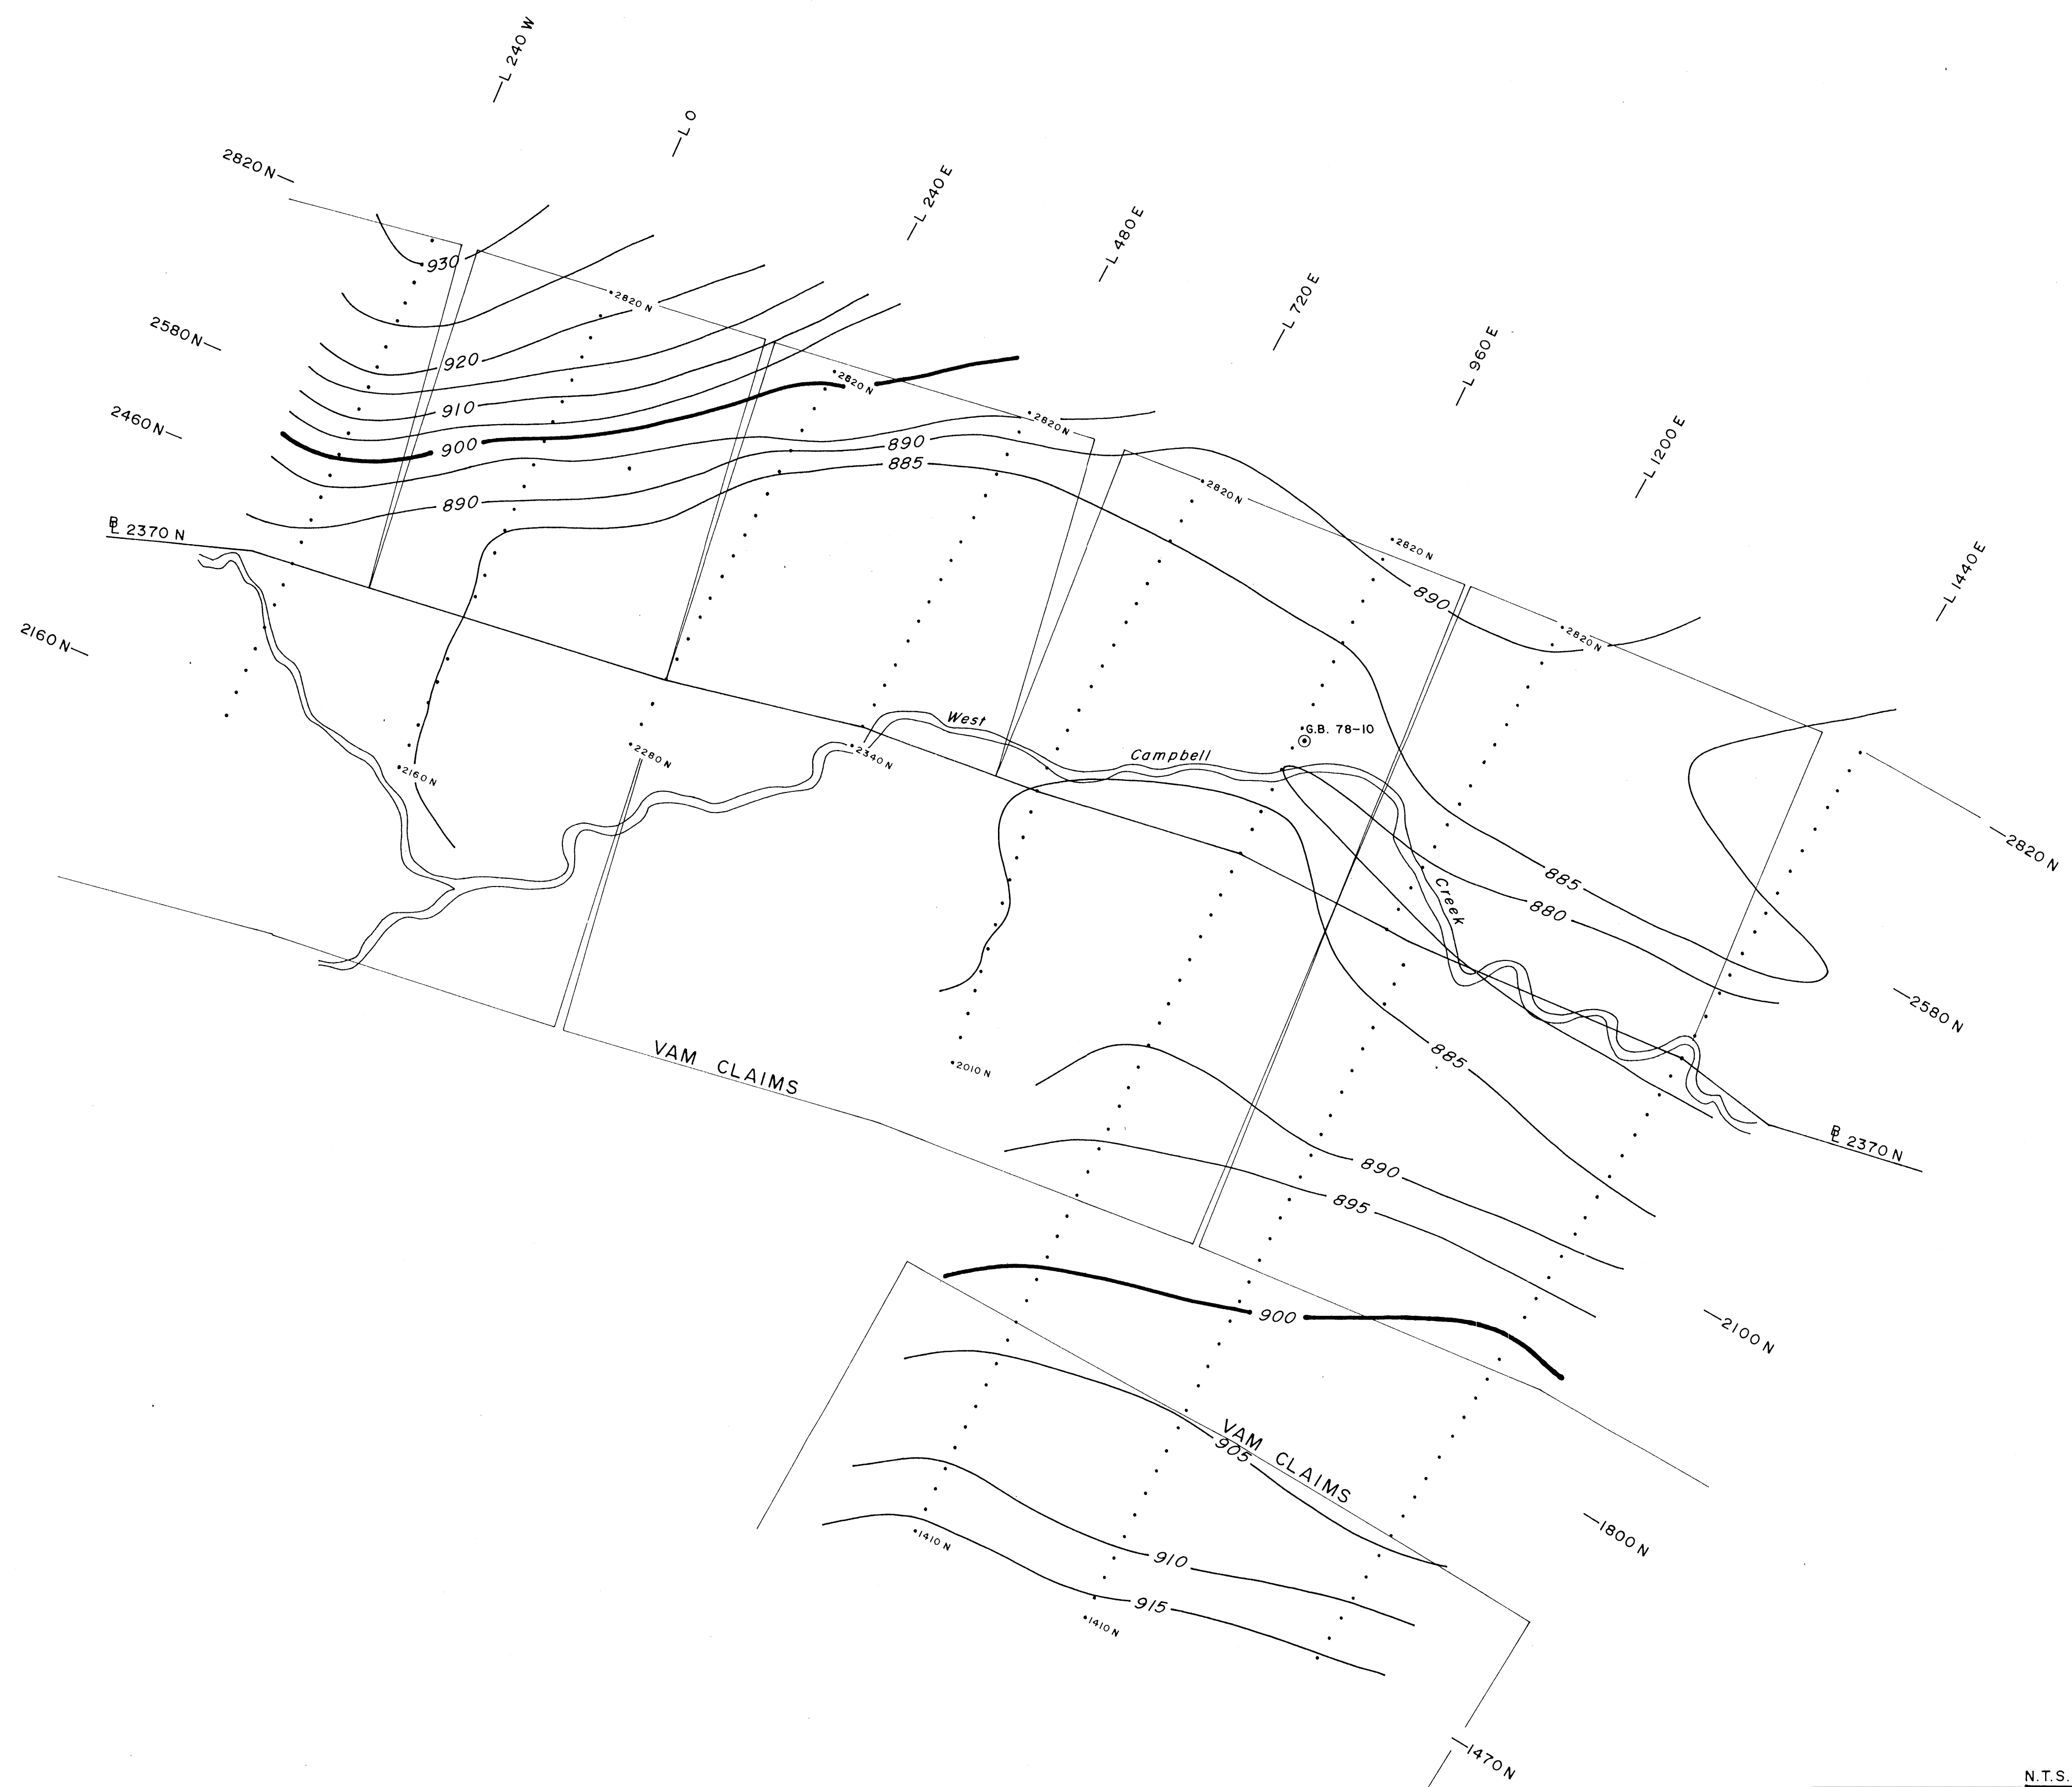 L 240 W
L 0
L 240 E
L 480 E
L 720 E
L 960 E
L 1200 E
L 1440 E
2820 N
2580 N
2460 N
BL 2370 N
2160 N
930
920
910
900
890
890
885
2820 N
2820 N
2820 N
2820 N
2820 N
2820 N
890
2160 N
2280 N
2340 N
West
Campbell
Creek
G.B. 78-10
885
880
2820 N
2580 N
885
BL 2370 N
VAM CLAIMS
2010 N
890
895
900
2100 N
VAM CLAIMS
905
1800 N
1410 N
910
915
1410 N
1470 N
N.T.S.